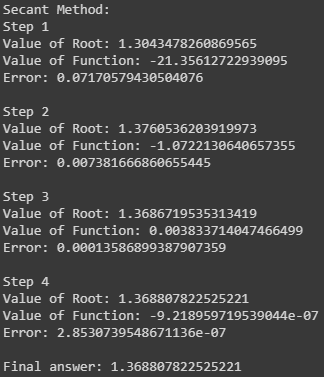 Secant Method:
Step 1
Value of Root: 1.3043478260869565
Value of Function: -21.35612722939095
Error: 0.07170579430504076

Step 2
Value of Root: 1.3760536203919973
Value of Function: -1.0722130640657355
Error: 0.007381666860655445

Step 3
Value of Root: 1.3686719535313419
Value of Function: 0.003833714047466499
Error: 0.00013586899387907359

Step 4
Value of Root: 1.368807822525221
Value of Function: -9.218959719539044e-07
Error: 2.8530739548671136e-07

Final answer: 1.368807822525221